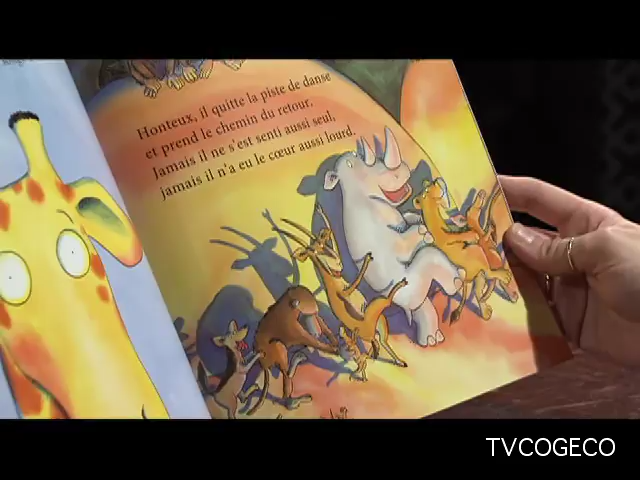 Honteux, il quitte la piste de danse
et prend le chemin du retour.
Jamais il ne s'est senti aussi seul,
jamais il n'a eu le cœur aussi lourd.
TVCOGECO